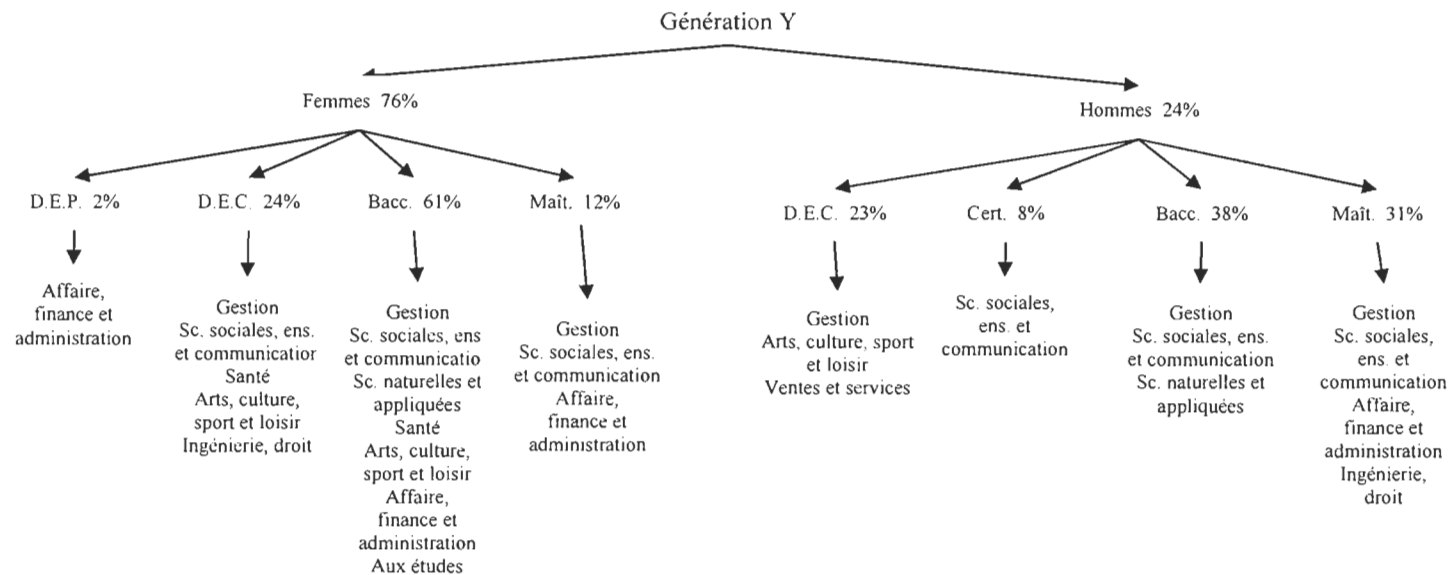 Génération Y
Femmes 76%
Hommes 24%
D.E.P. 2%
D.E.C. 24%
Bacc. 61%
Maît. 12%
D.E.C. 23%
Cert. 8%
Bacc. 38%
Maît. 31%
Affaire,
finance et
administration
Gestion
Sc. sociales, ens.
et communicatior
Santé
Arts, culture,
sport et loisir
Ingénierie, droit
Gestion
Sc. sociales, ens
et communicatio
Sc. naturelles et
appliquées
Santé
Arts, culture,
sport et loisir
Affaire,
finance et
administration
Aux études
Gestion
Sc. sociales, ens.
et communication
Affaire,
finance et
administration
Gestion
Arts, culture, sport
et loisir
Ventes et services
Sc. sociales,
ens. et
communication
Gestion
Sc. sociales, ens.
et communication
Sc. naturelles et
appliquées
Gestion
Sc. sociales,
ens. et
communication
Affaire,
finance et
administration
Ingénierie,
droit